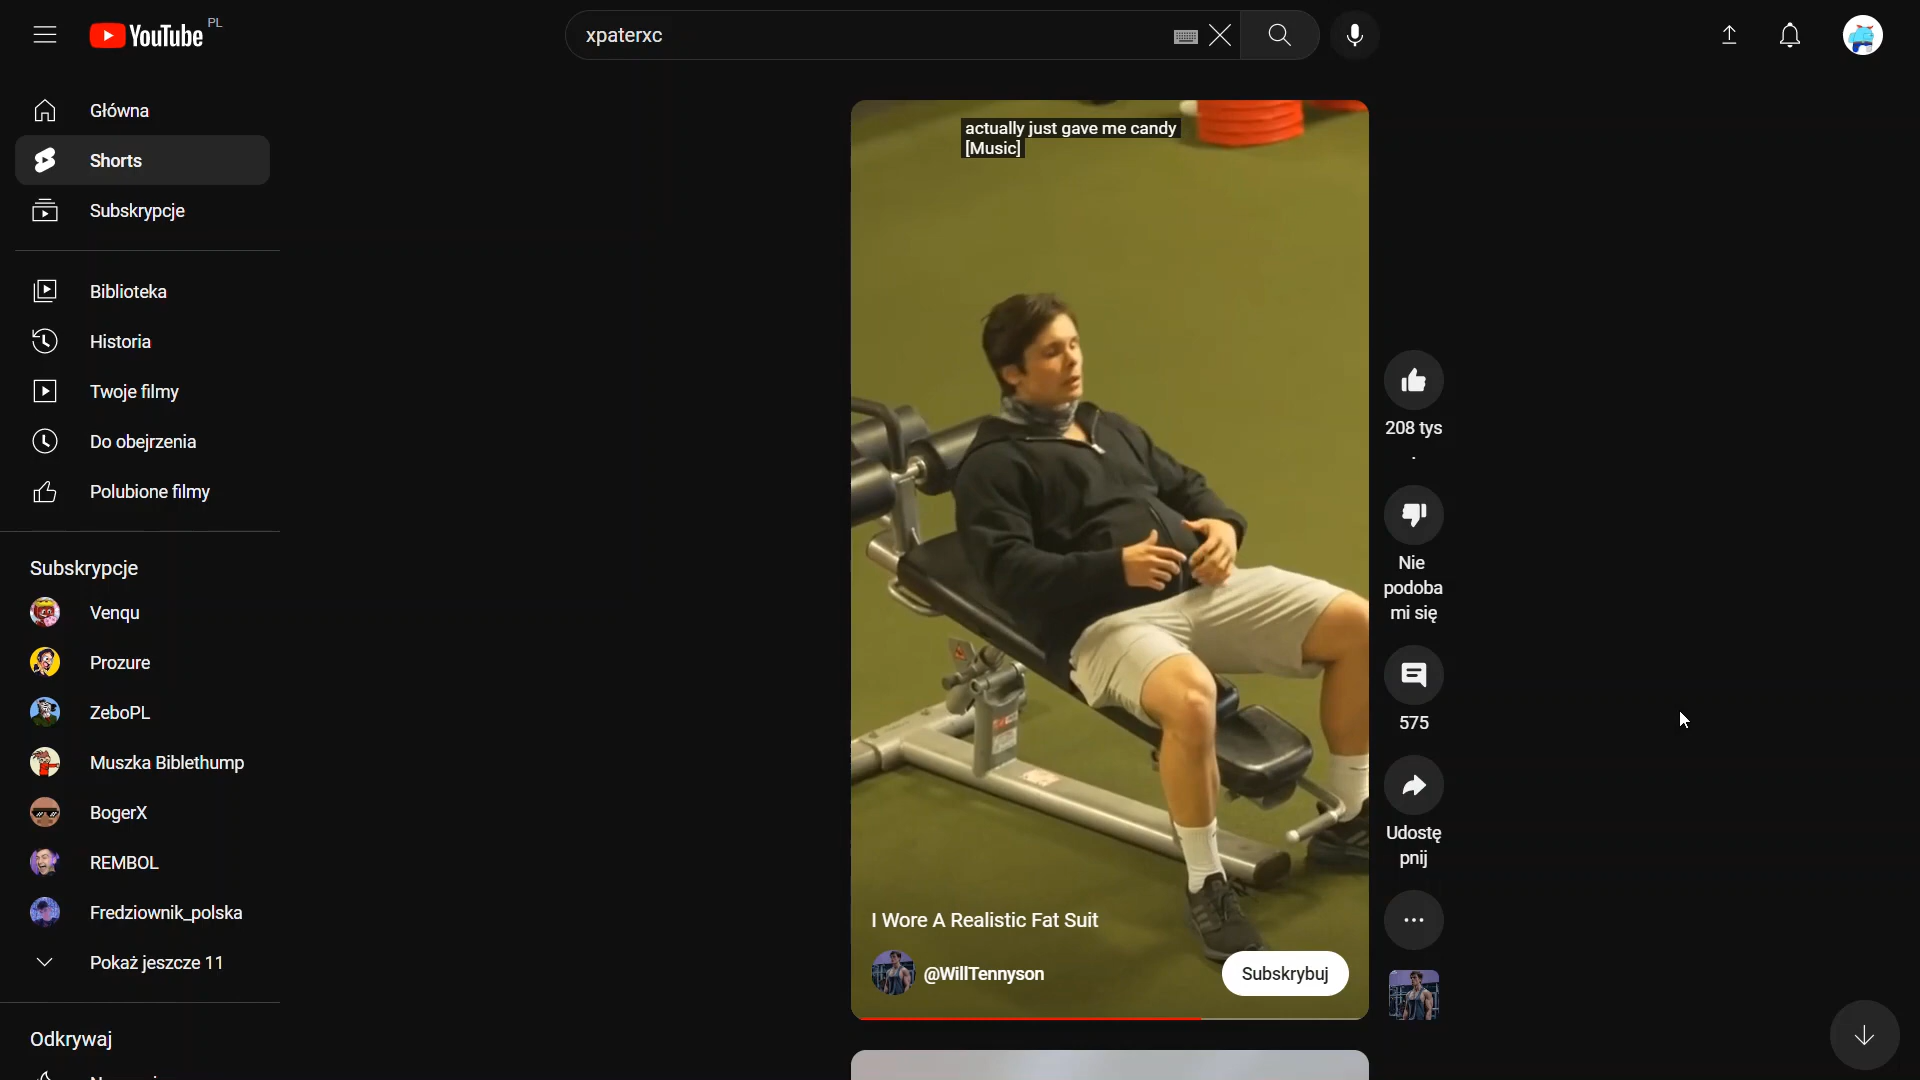 YouTube PL
xpaterxc
Główna
Shorts
Subskrypcje
Biblioteka
Historia
Twoje filmy
Do obejrzenia
Polubione filmy
Subskrypcje
Venqu
Prozure
ZeboPL
Muszka Biblethump
BogerX
REMBOL
Fredziownik_polska
Pokaż jeszcze 11
Odkrywaj
actually just gave me candy
[Music]
I Wore A Realistic Fat Suit
@WillTennyson
Subskrybuj
208 tys
.
Nie
podoba
mi się
575
Udostę
pnij